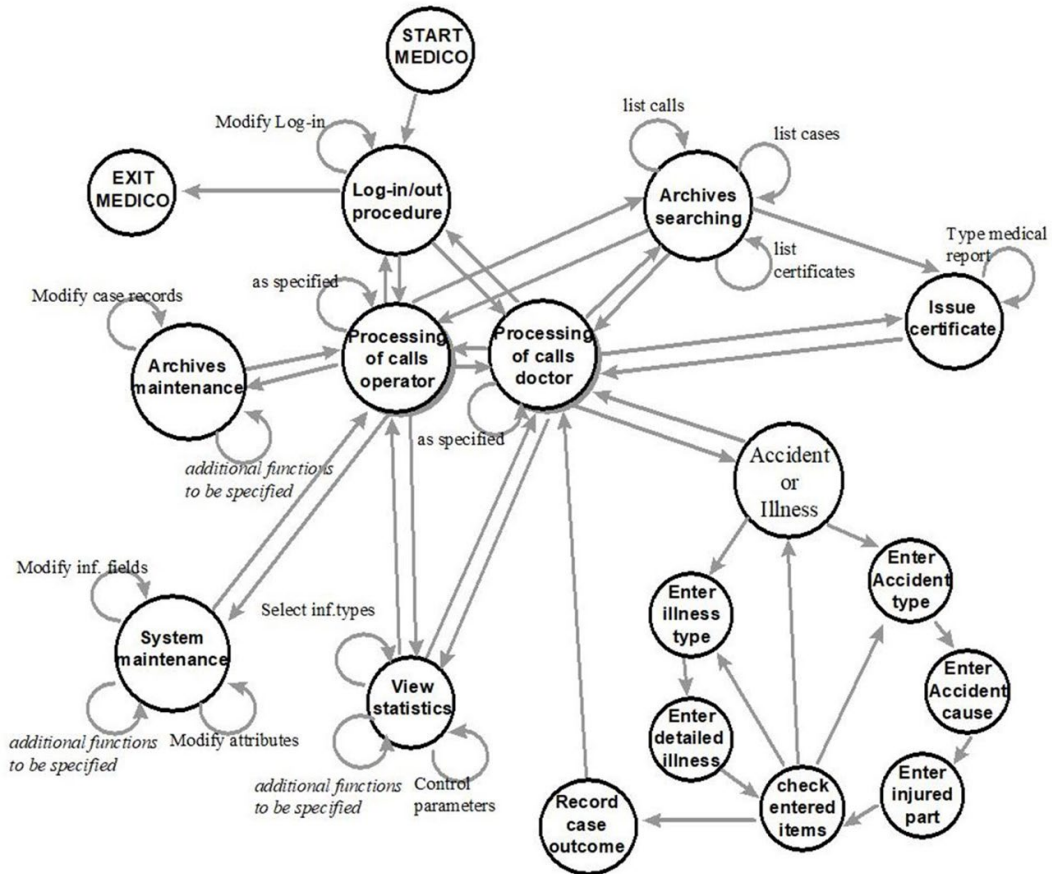 START
MEDICO
Modify Log-in
list calls
list cases
EXIT
MEDICO
Log-in/out
procedure
Archives
searching
list
certificates
Type medical
report
Modify case records
as specified
Issue
certificate
Archives
maintenance
Processing
of calls
operator
Processing
of calls
doctor
as specified
additional functions
to be specified
Accident
or
Illness
Modify inf. fields
Select inf.types
Enter
illness
type
Enter
Accident
type
System
maintenance
View
statistics
Enter
Accident
cause
Enter
detailed
illness
additional functions
to be specified
Modify attributes
additional functions
to be specified
Control
parameters
Record
case
outcome
check
entered
items
Enter
injured
part